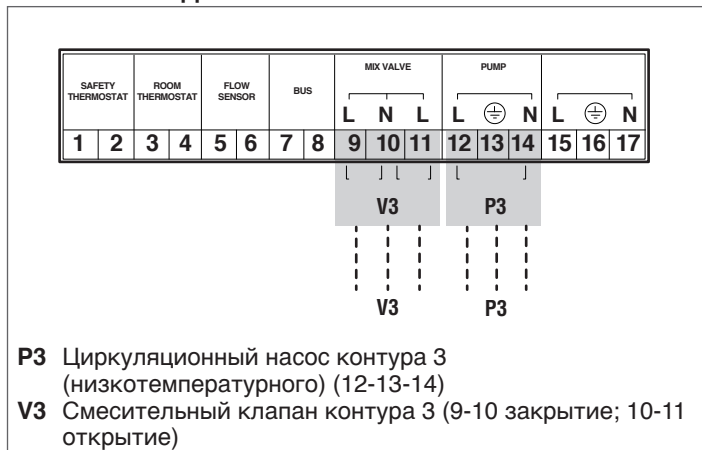 MIX VALVE PUMP
SAFETY ROOM FLOW BUS
THERMOSTAT THERMOSTAT SENSOR
L N L L N L N
1 2 3 4 5 6 7 8 9 10 11 12 13 14 15 16 17
V3 P3
V3 P3
P3 Циркуляционный насос контура 3
(низкотемпературного) (12-13-14)
V3 Смесительный клапан контура 3 (9-10 закрытие; 10-11
открытие)